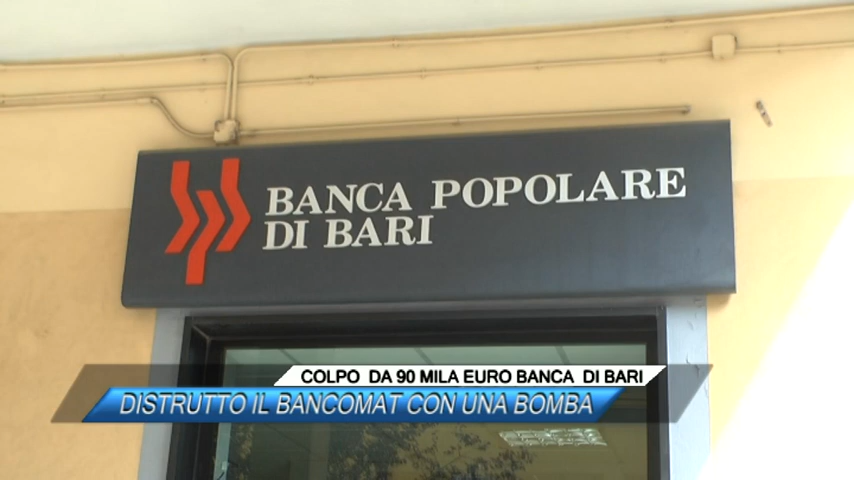 BANCA POPOLARE
DI BARI
COLPO DA 90 MILA EURO BANCA DI BARI
DISTRUTTO IL BANCOMAT CON UNA BOMBA